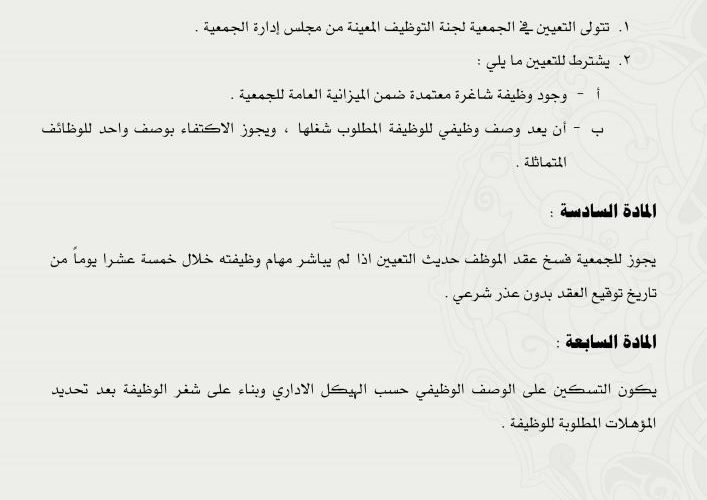 ١. تتولى التعيين في الجمعية لجنة التوظيف المعينة من مجلس إدارة الجمعية .
٢. يشترط للتعيين ما يلي :
أ - وجود وظيفة شاغرة معتمدة ضمن الميزانية العامة للجمعية .
ب - أن يعد وصف وظيفي للوظيفة المطلوب شغلها ، ويجوز الاكتفاء بوصف واحد للوظائف
المتماثلة .
المادة السادسة :
يجوز للجمعية فسخ عقد الموظف حديث التعيين اذا لم يباشر مهام وظيفته خلال خمسة عشرا يوماً من
تاريخ توقيع العقد بدون عذر شرعي .
المادة السابعة :
يكون التسكين على الوصف الوظيفي حسب الهيكل الاداري وبناء على شغر الوظيفة بعد تحديد
المؤهلات المطلوبة للوظيفة .